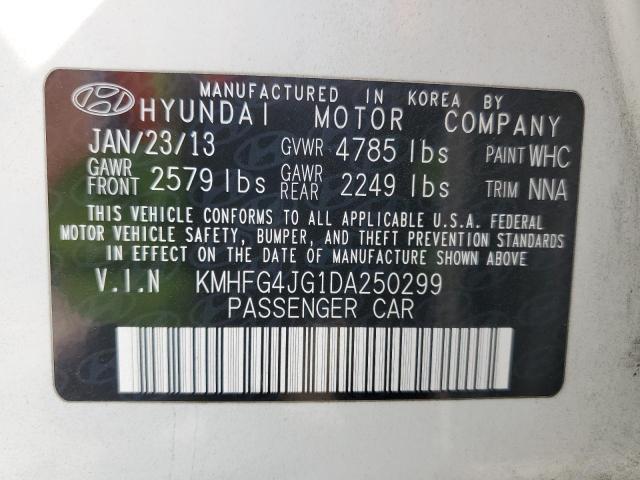 MANUFACTURED IN KOREA BY
HYUNDAI MOTOR COMPANY
JAN/23/13 GVWR 4785 lbs PAINT WHC
GAWR FRONT 2579 lbs GAWR REAR 2249 lbs TRIM NNA
THIS VEHICLE CONFORMS TO ALL APPLICABLE U.S.A. FEDERAL
MOTOR VEHICLE SAFETY, BUMPER, AND THEFT PREVENTION STANDARDS
IN EFFECT ON THE DATE OF MANUFACTURE SHOWN ABOVE
V.I.N KMHFG4JG1DA250299
PASSENGER CAR